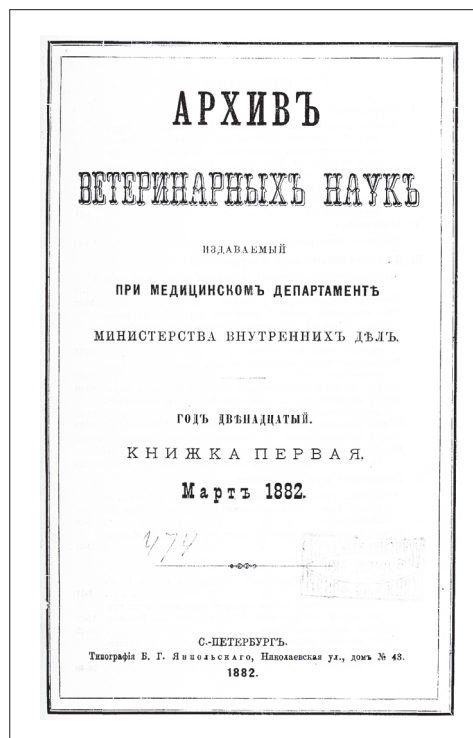 АРХИВЪ
ВЕТЕРИНАРНЫХЪ НАУКЪ
ИЗДАВАЕМЫЙ
ПРИ МЕДИЦИНСКОМЪ ДЕПАРТАМЕНТѢ
МИНИСТЕРСТВА ВНУТРЕННИХЪ ДѢЛЪ.
ГОДЪ ДВѢНАДЦАТЫЙ.
КНИЖКА ПЕРВАЯ.
Мартъ 1882.
474
С.-ПЕТЕРБУРГЪ.
Типографія Б. Г. Янпольскаго, Николаевская ул., домъ № 43.
1882.